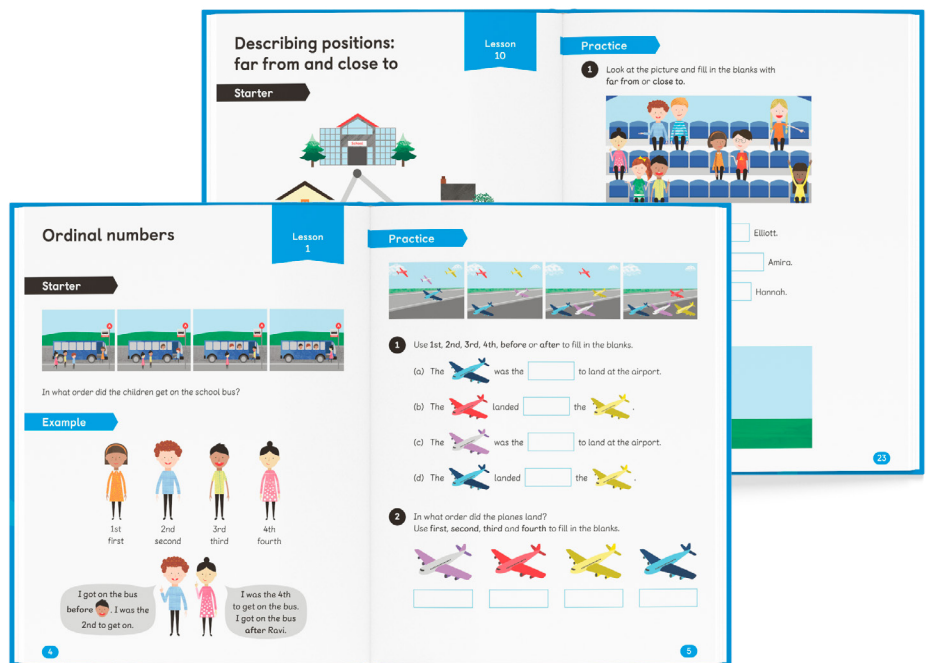 Describing positions:
far from and close to
Lesson
10
Starter
School
Practice
1 Look at the picture and fill in the blanks with
far from or close to.
Elliott.
Amira.
Hannah.
23
Ordinal numbers
Lesson
1
Starter
A
A
A
A
In what order did the children get on the school bus?
Example
1st
first
2nd
second
3rd
third
4th
fourth
I got on the bus
before . I was the
2nd to get on.
I was the 4th
to get on the bus.
I got on the bus
after Ravi.
4
Practice
1 Use 1st, 2nd, 3rd, 4th, before or after to fill in the blanks.
(a) The was the to land at the airport.
(b) The landed the .
(c) The was the to land at the airport.
(d) The landed the .
2 In what order did the planes land?
Use first, second, third and fourth to fill in the blanks.
5